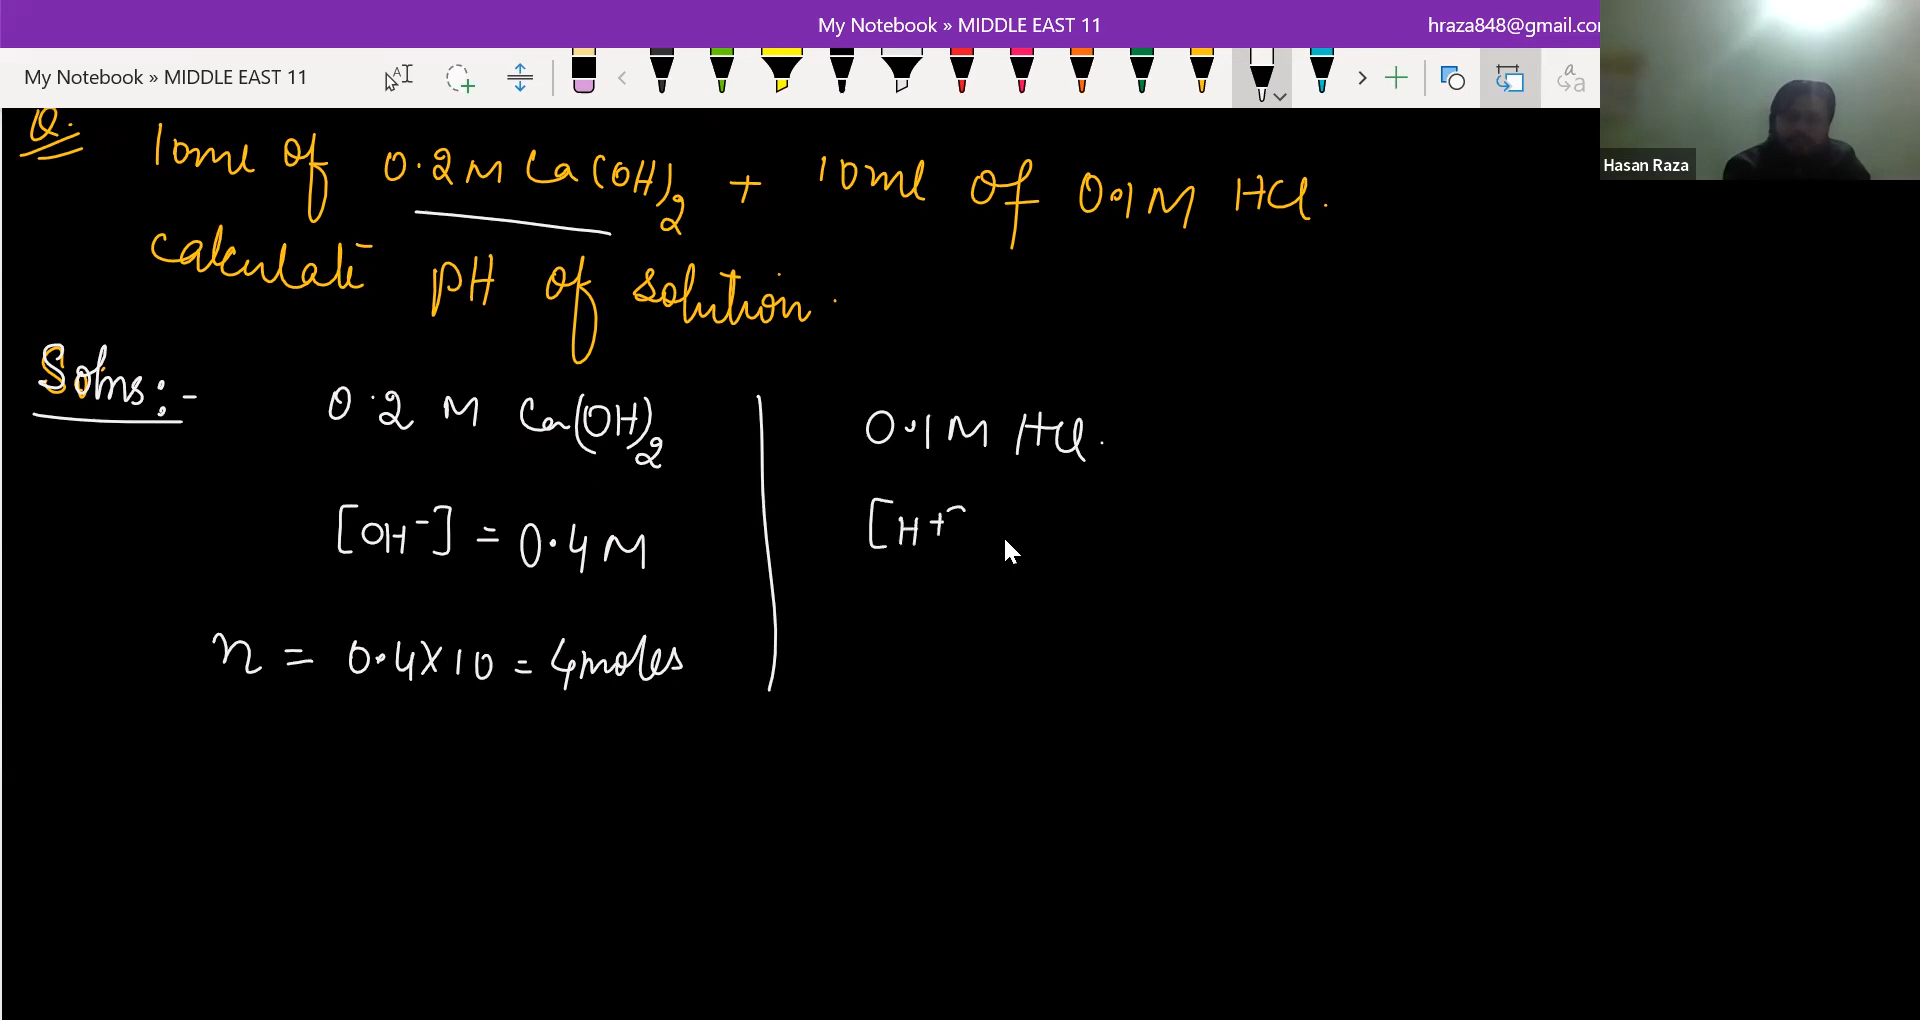 My Notebook » MIDDLE EAST 11
hraza848@gmail.co
My Notebook » MIDDLE EAST 11
Hasan Raza
Q. 10ml of 0.2M Ca(OH)2 + 10ml of 0.1M HCl.
calculate pH of solution.
Solns:-
0.2 M Ca(OH)2
0.1M HCl.
[OH-] = 0.4M
[H+
n = 0.4X10 = 4moles